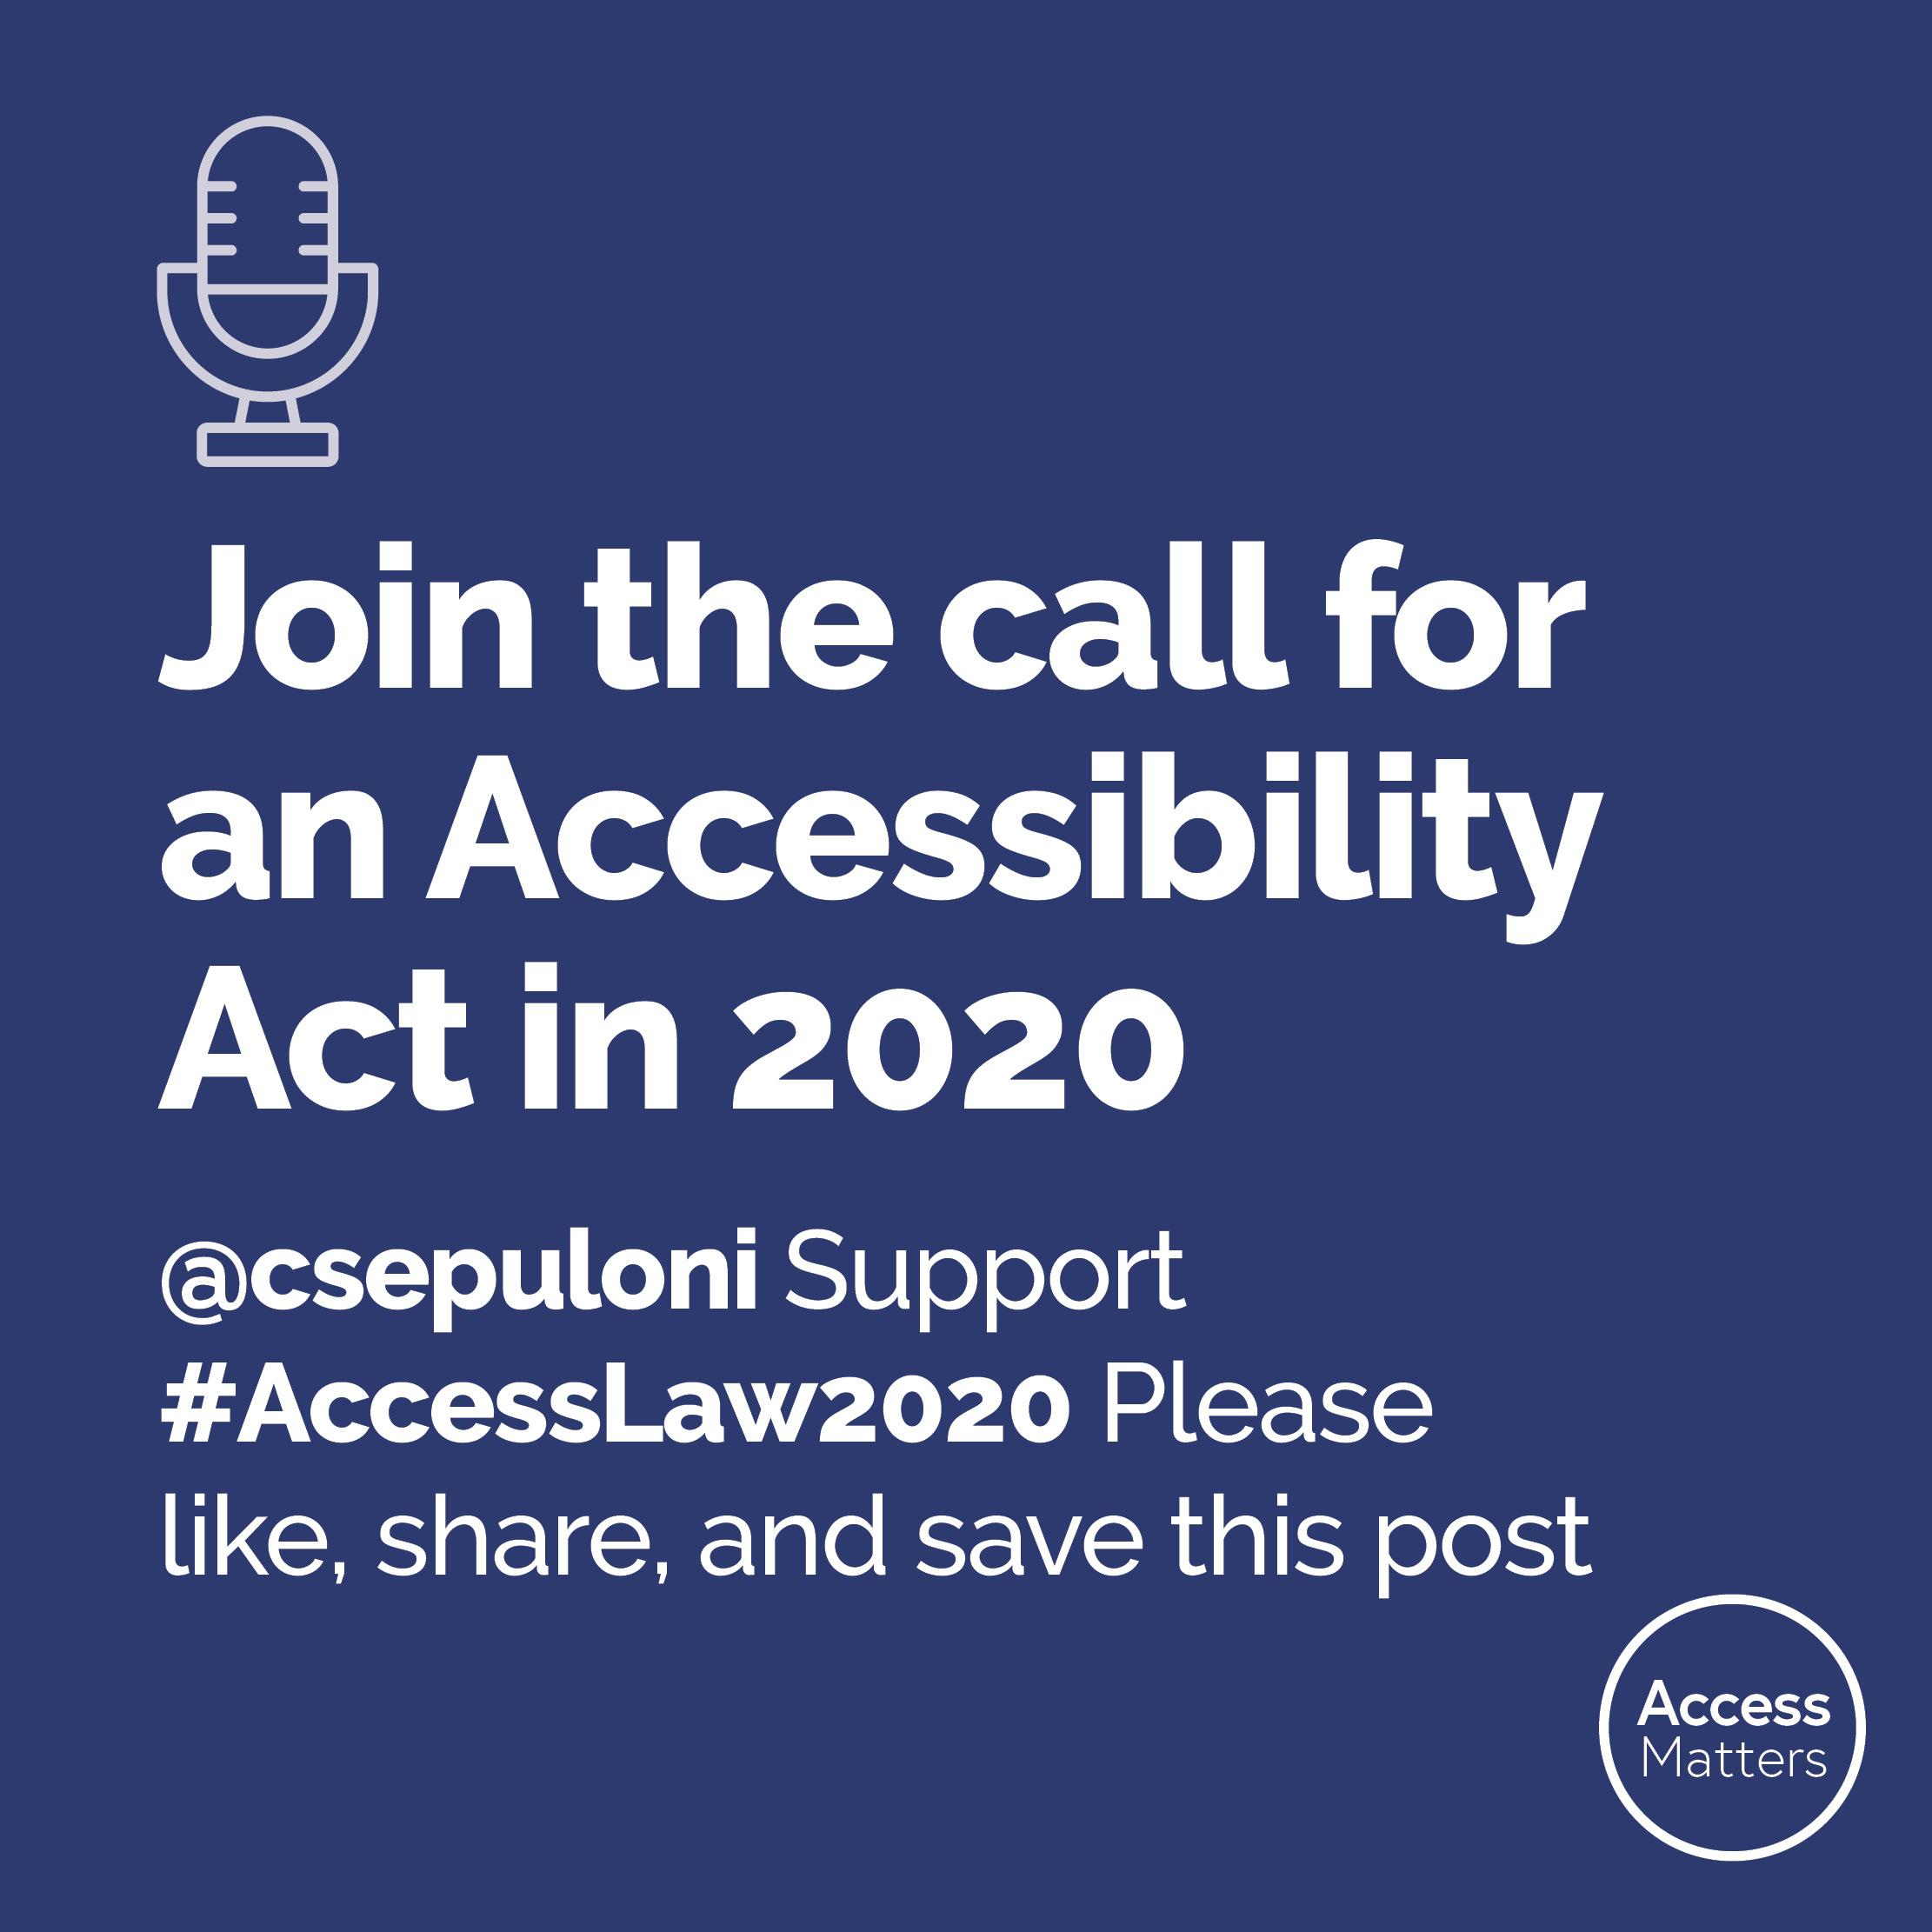 Join the call for
an Accessibility
Act in 2020
@csepuloni Support
#AccessLaw2020 Please
like, share, and save this post
Access
Matters